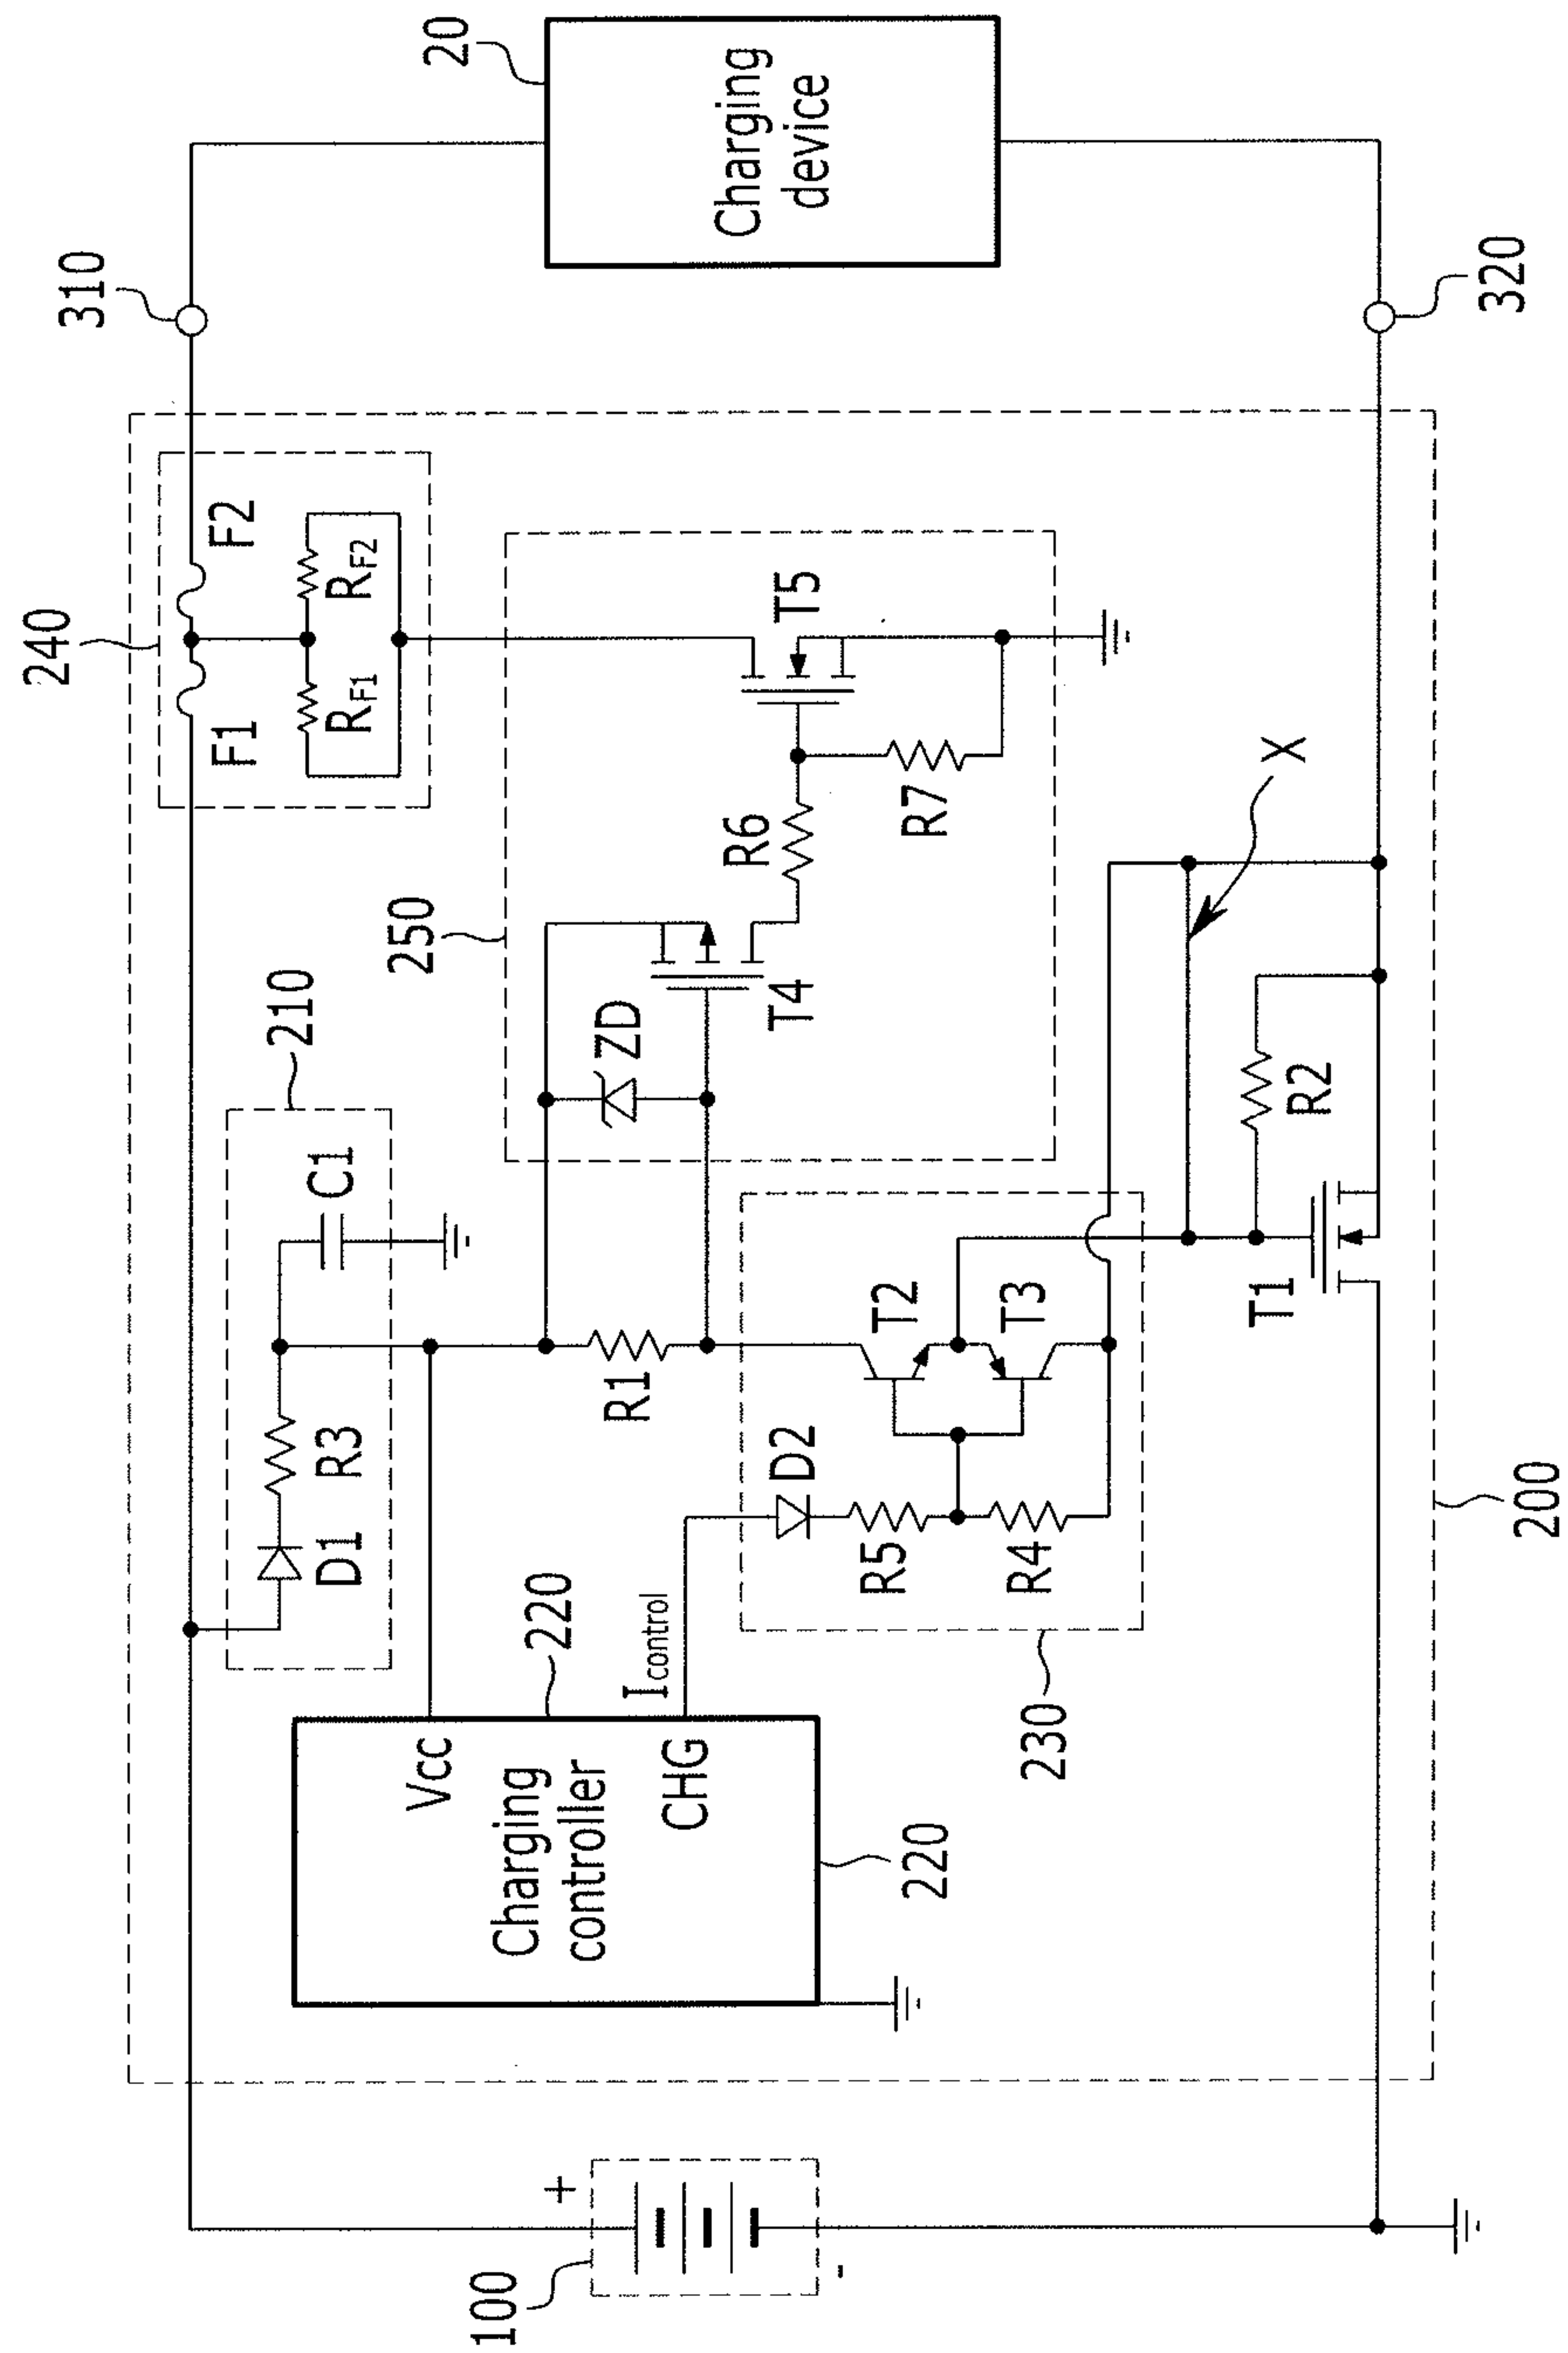 20
Charging
device
310
320
240
F1
F2
RF1
RF2
T5
R7
R6
250
T4
ZD
X
210
C1
R3
D1
R1
R2
T1
T2
T3
D2
R5
R4
230
200
220
Icontrol
Vcc
CHG
Charging
controller
220
100
+
-